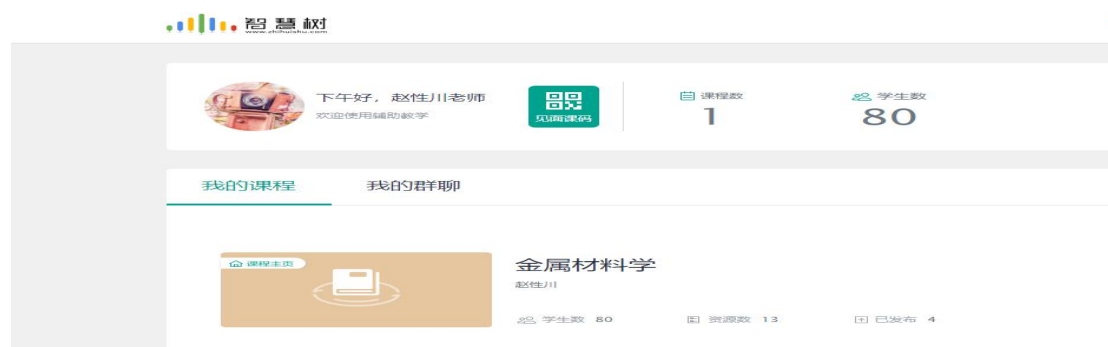 智慧树
www.zhihuishu.com
下午好，赵性川老师
欢迎使用辅助教学
见面课码
课程数
1
学生数
80
我的课程 我的群聊
课程主页
金属材料学
赵性川
学生数 80 资源数 13 已发布 4